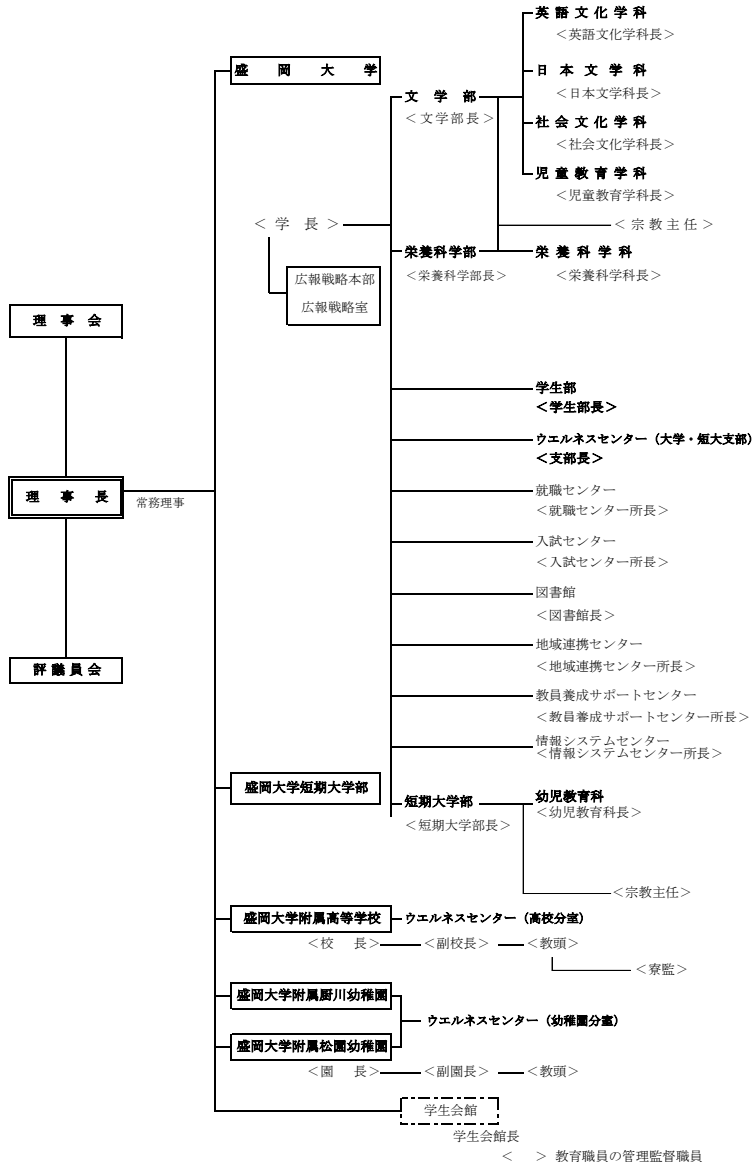 英語文化学科
＜英語文化学科長＞
盛岡大学
日本文学科
＜日本文学科長＞
文学部
＜文学部長＞
社会文化学科
＜社会文化学科長＞
児童教育学科
＜児童教育学科長＞
＜学長＞
＜宗教主任＞
栄養科学部
＜栄養科学部長＞
栄養科学科
＜栄養科学科長＞
広報戦略本部
広報戦略室
理事会
学生部
＜学生部長＞
ウエルネスセンター（大学・短大支部）
＜支部長＞
理事長
常務理事
就職センター
＜就職センター所長＞
入試センター
＜入試センター所長＞
図書館
＜図書館長＞
評議員会
地域連携センター
＜地域連携センター所長＞
教員養成サポートセンター
＜教員養成サポートセンター所長＞
情報システムセンター
＜情報システムセンター所長＞
盛岡大学短期大学部
短期大学部
＜短期大学部長＞
幼児教育科
＜幼児教育科長＞
＜宗教主任＞
盛岡大学附属高等学校
ウエルネスセンター（高校分室）
＜校　長＞
＜副校長＞
＜教頭＞
＜寮監＞
盛岡大学附属厨川幼稚園
ウエルネスセンター（幼稚園分室）
盛岡大学附属松園幼稚園
＜園　長＞
＜副園長＞
＜教頭＞
学生会館
学生会館長
＜　＞ 教育職員の管理監督職員